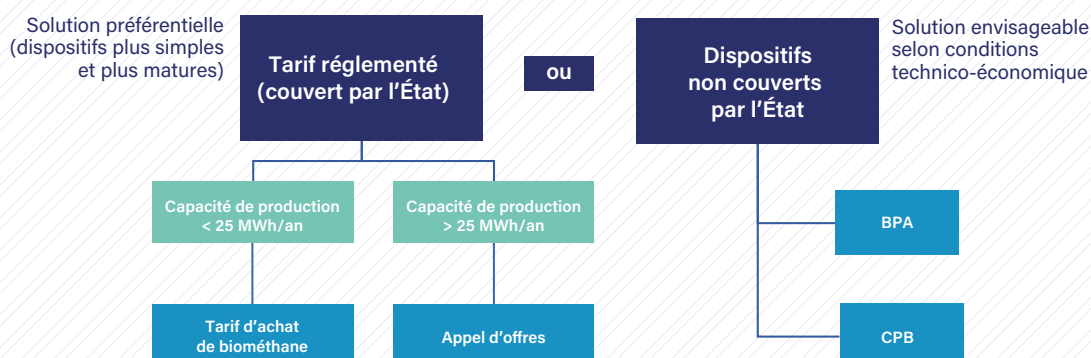 Solution préférentielle
(dispositifs plus simples
et plus matures)
Tarif réglementé
(couvert par l'État)
ou
Dispositifs
non couverts
par l'État
Solution envisageable
selon conditions
technico-économique
Capacité de production
< 25 MWh/an
Capacité de production
> 25 MWh/an
BPA
Tarif d'achat
de biométhane
Appel d'offres
CPB